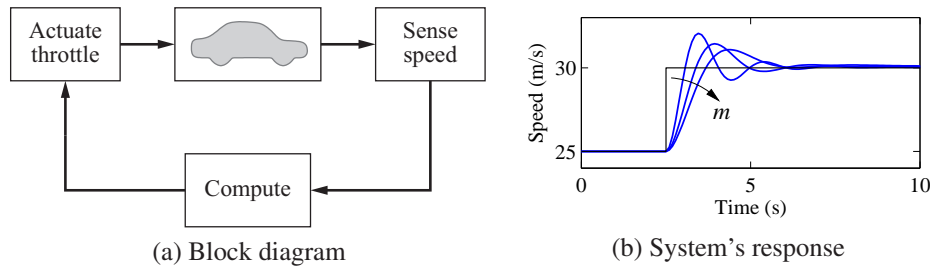 Actuate
throttle
Sense
speed
Compute
(a) Block diagram
Speed (m/s)
30
25
m
0
5
10
Time (s)
(b) System's response